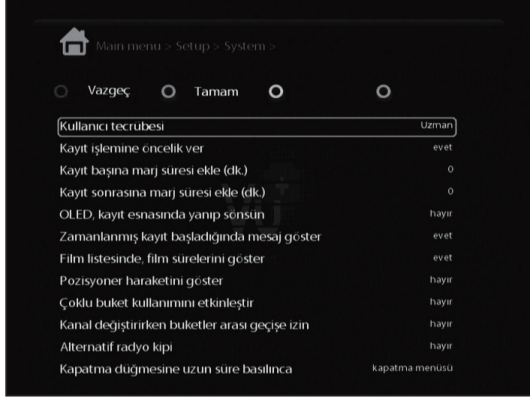 Main menu > Setup > System >
Vazgeç Tamam
Kullanıcı tecrübesi Uzman
Kayıt işlemine öncelik ver evet
Kayıt başına marj süresi ekle (dk.) 0
Kayıt sonrasına marj süresi ekle (dk.) 0
OLED, kayıt esnasında yanıp sönsün hayır
Zamanlanmış kayıt başladığında mesaj göster evet
Film listesinde, film sürelerini göster evet
Pozisyoner haraketini göster hayır
Çoklu buket kullanımını etkinleştir hayır
Kanal değiştirirken buketler arası geçişe izin hayır
Alternatif radyo kipi hayır
Kapatma düğmesine uzun süre basılınca kapatma menüsü